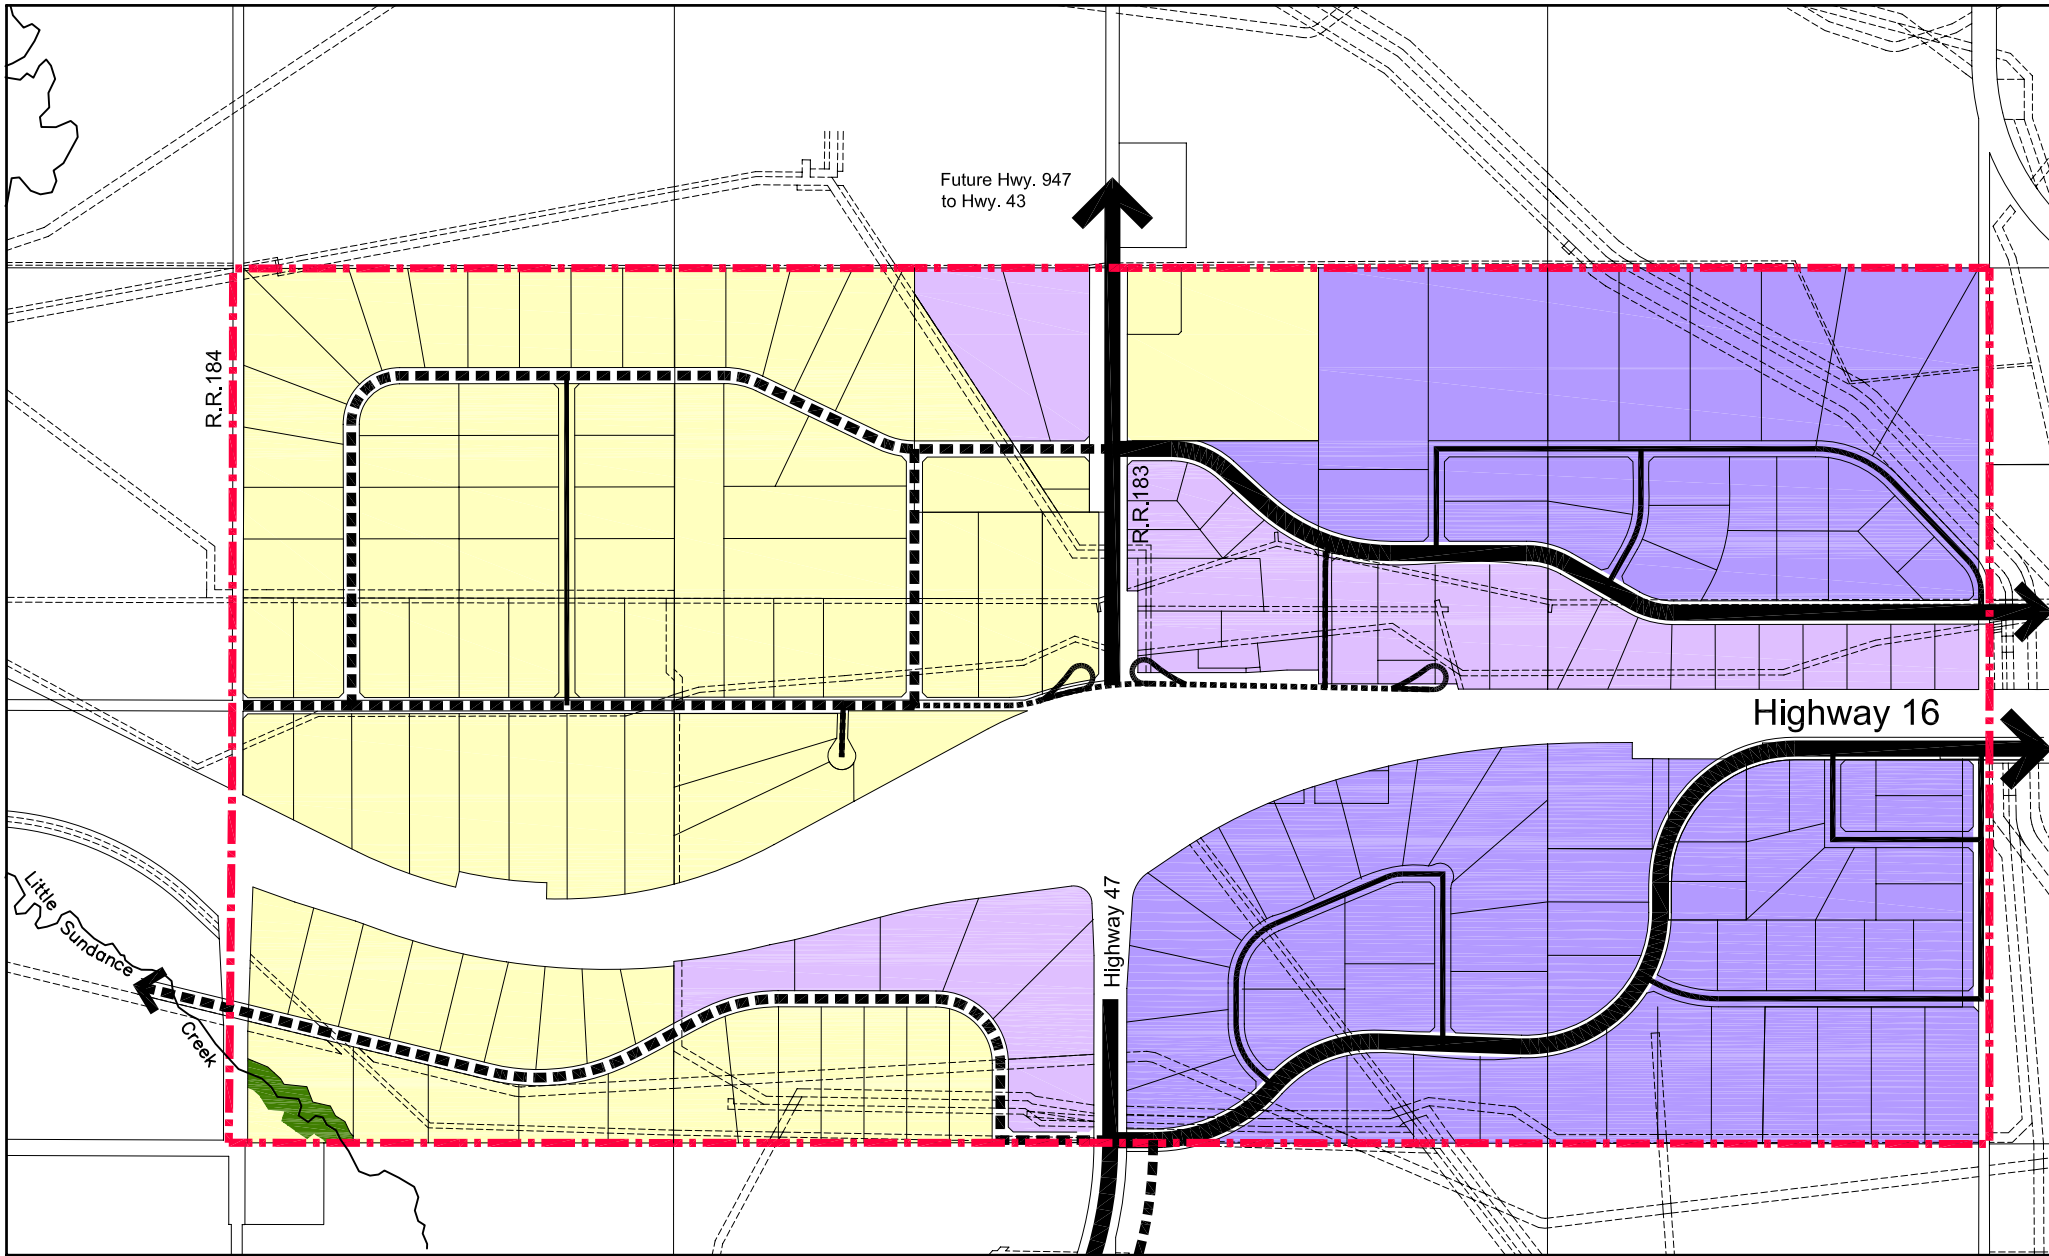 Future Hwy. 947
to Hwy. 43
R.R.184
R.R.183
Highway 16
Highway 47
Little Sundance
Creek